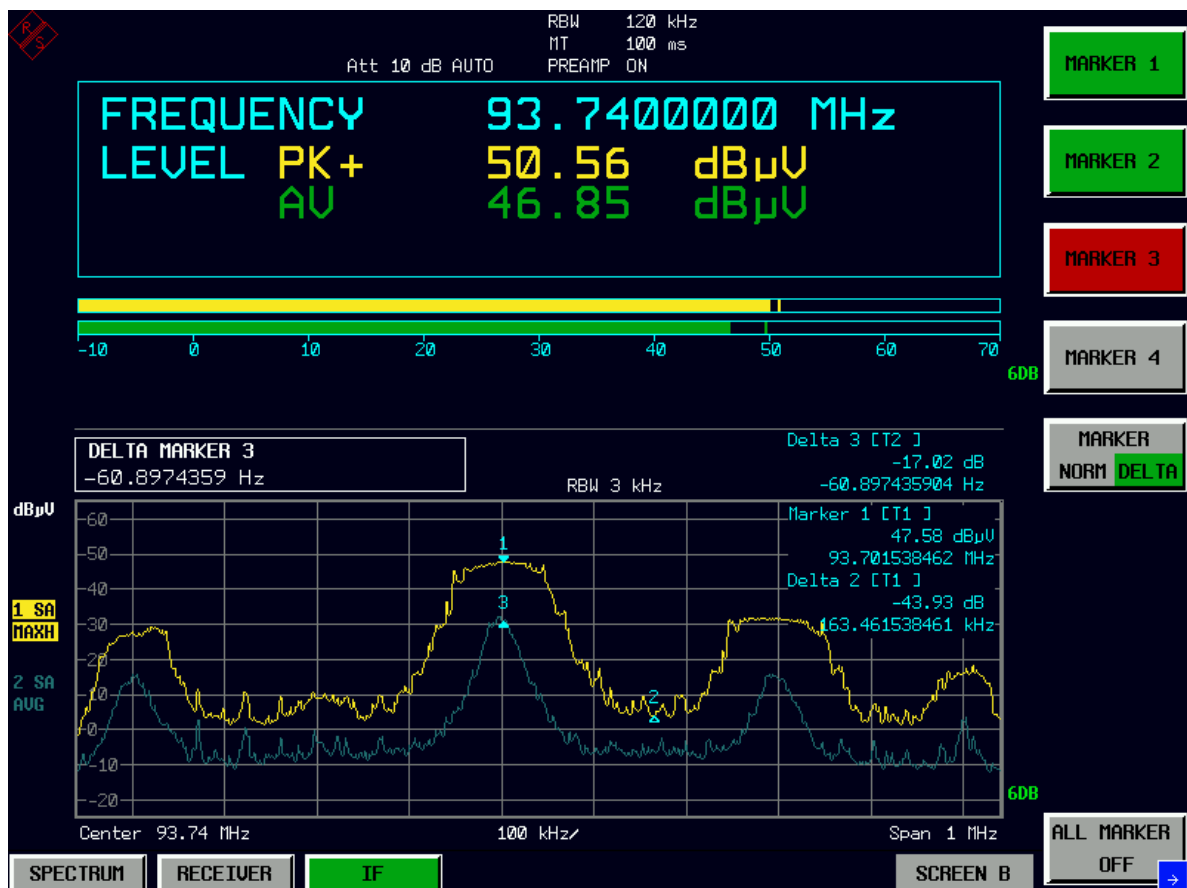 R/S
RBW 120 kHz
MT 100 ms
Att 10 dB AUTO PREAMP ON
FREQUENCY 93.7400000 MHz
LEVEL PK+ 50.56 dBµV
AV 46.85 dBµV
-10 0 10 20 30 40 50 60 70
6DB
DELTA MARKER 3
-60.8974359 Hz
RBW 3 kHz
Delta 3 [T2 ]
-17.02 dB
-60.897435904 Hz
Marker 1 [T1 ]
47.58 dBµV
93.701538462 MHz
Delta 2 [T1 ]
-43.93 dB
163.461538461 kHz
dBµV
60
50
40
30
20
10
0
-10
-20
1
3
2
1 SA
MAXH
2 SA
AVG
6DB
Center 93.74 MHz 100 kHz/ Span 1 MHz
MARKER 1
MARKER 2
MARKER 3
MARKER 4
MARKER
NORM DELTA
ALL MARKER
OFF
→
SPECTRUM RECEIVER IF SCREEN B